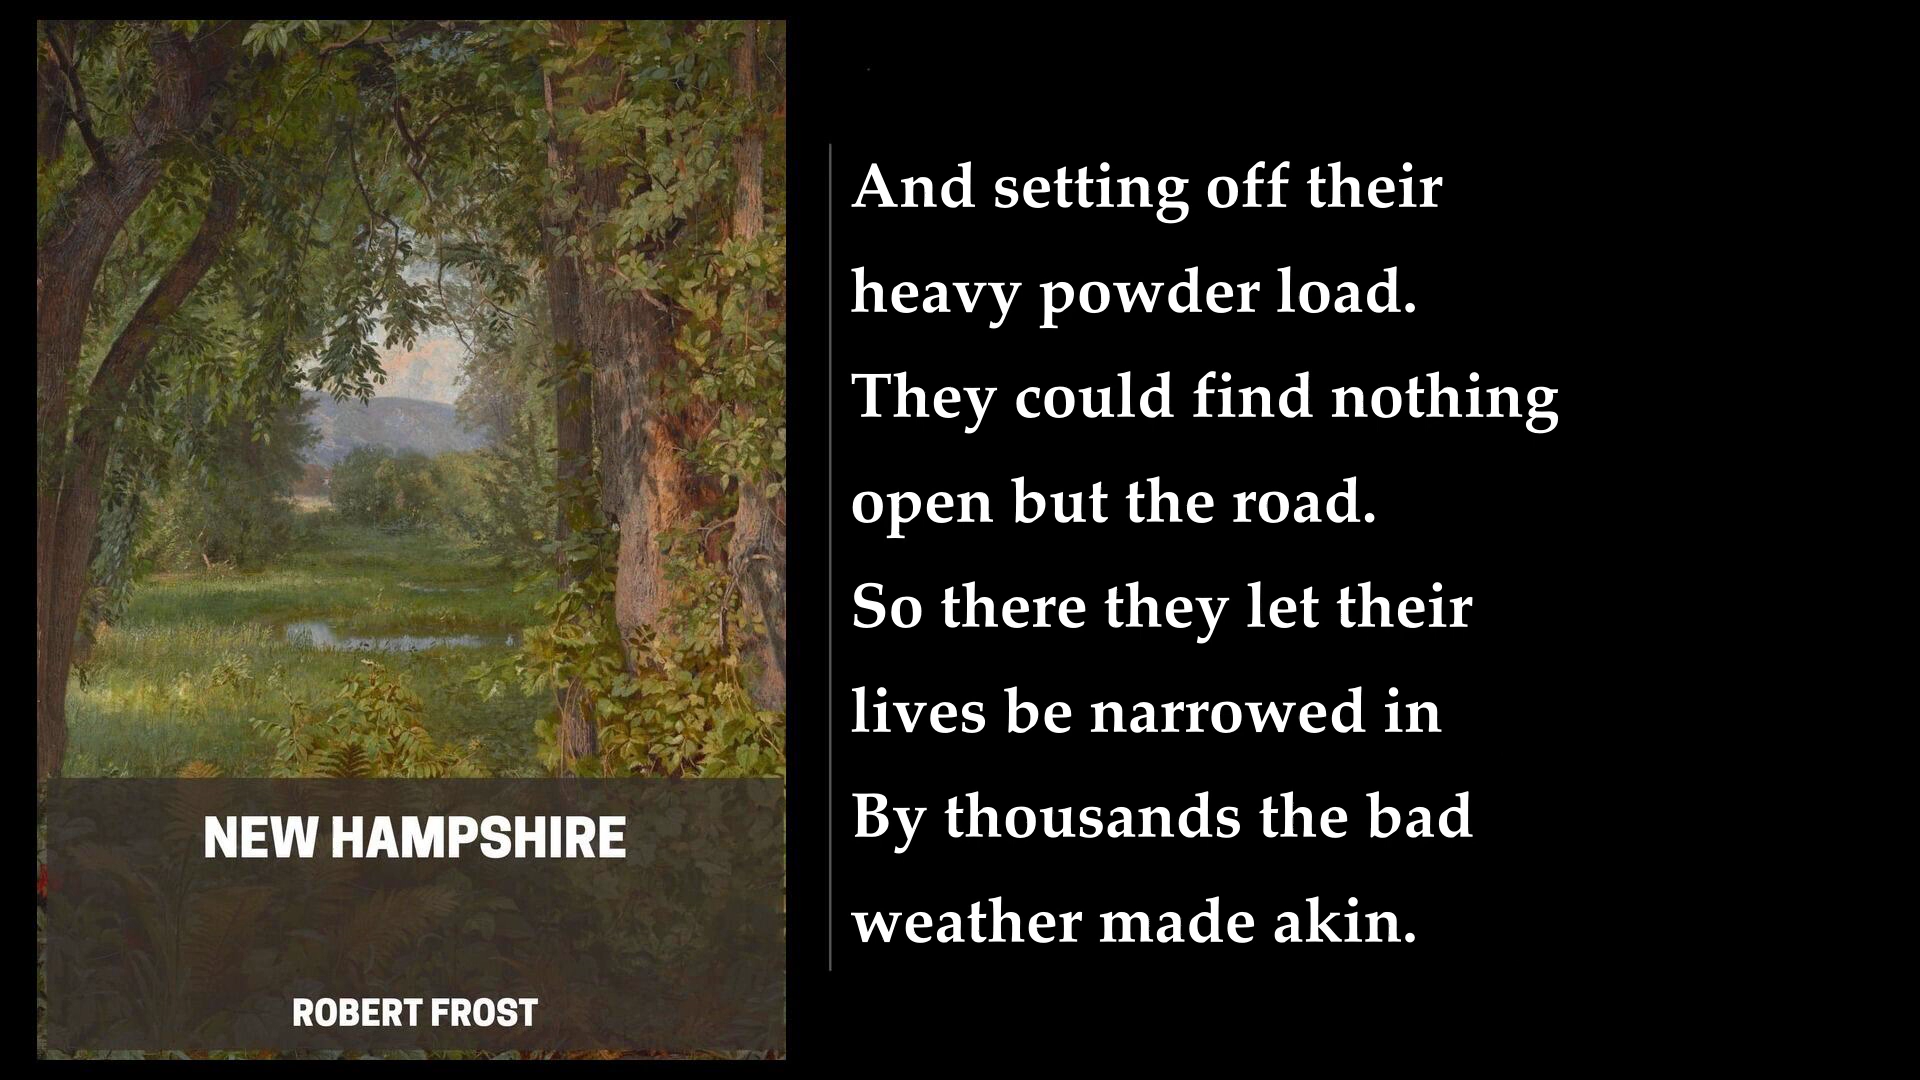 NEW HAMPSHIRE
ROBERT FROST
And setting off their
heavy powder load.
They could find nothing
open but the road.
So there they let their
lives be narrowed in
By thousands the bad
weather made akin.